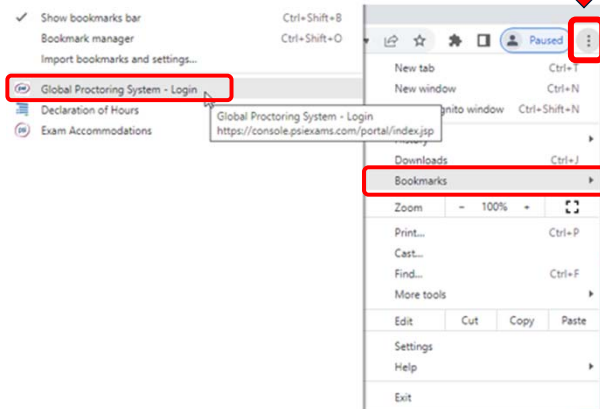 Show bookmarks bar Ctrl+Shift+B
Bookmark manager Ctrl+Shift+O
Import bookmarks and settings...
Global Proctoring System - Login
Declaration of Hours
Exam Accommodations
Global Proctoring System - Login
https://console.psiexams.com/portal/index.jsp
Paused
New tab Ctrl+T
New window Ctrl+N
gnito window Ctrl+Shift+N
History
Downloads Ctrl+J
Bookmarks
Zoom - 100% +
Print... Ctrl+P
Cast...
Find... Ctrl+F
More tools
Edit Cut Copy Paste
Settings
Help
Exit